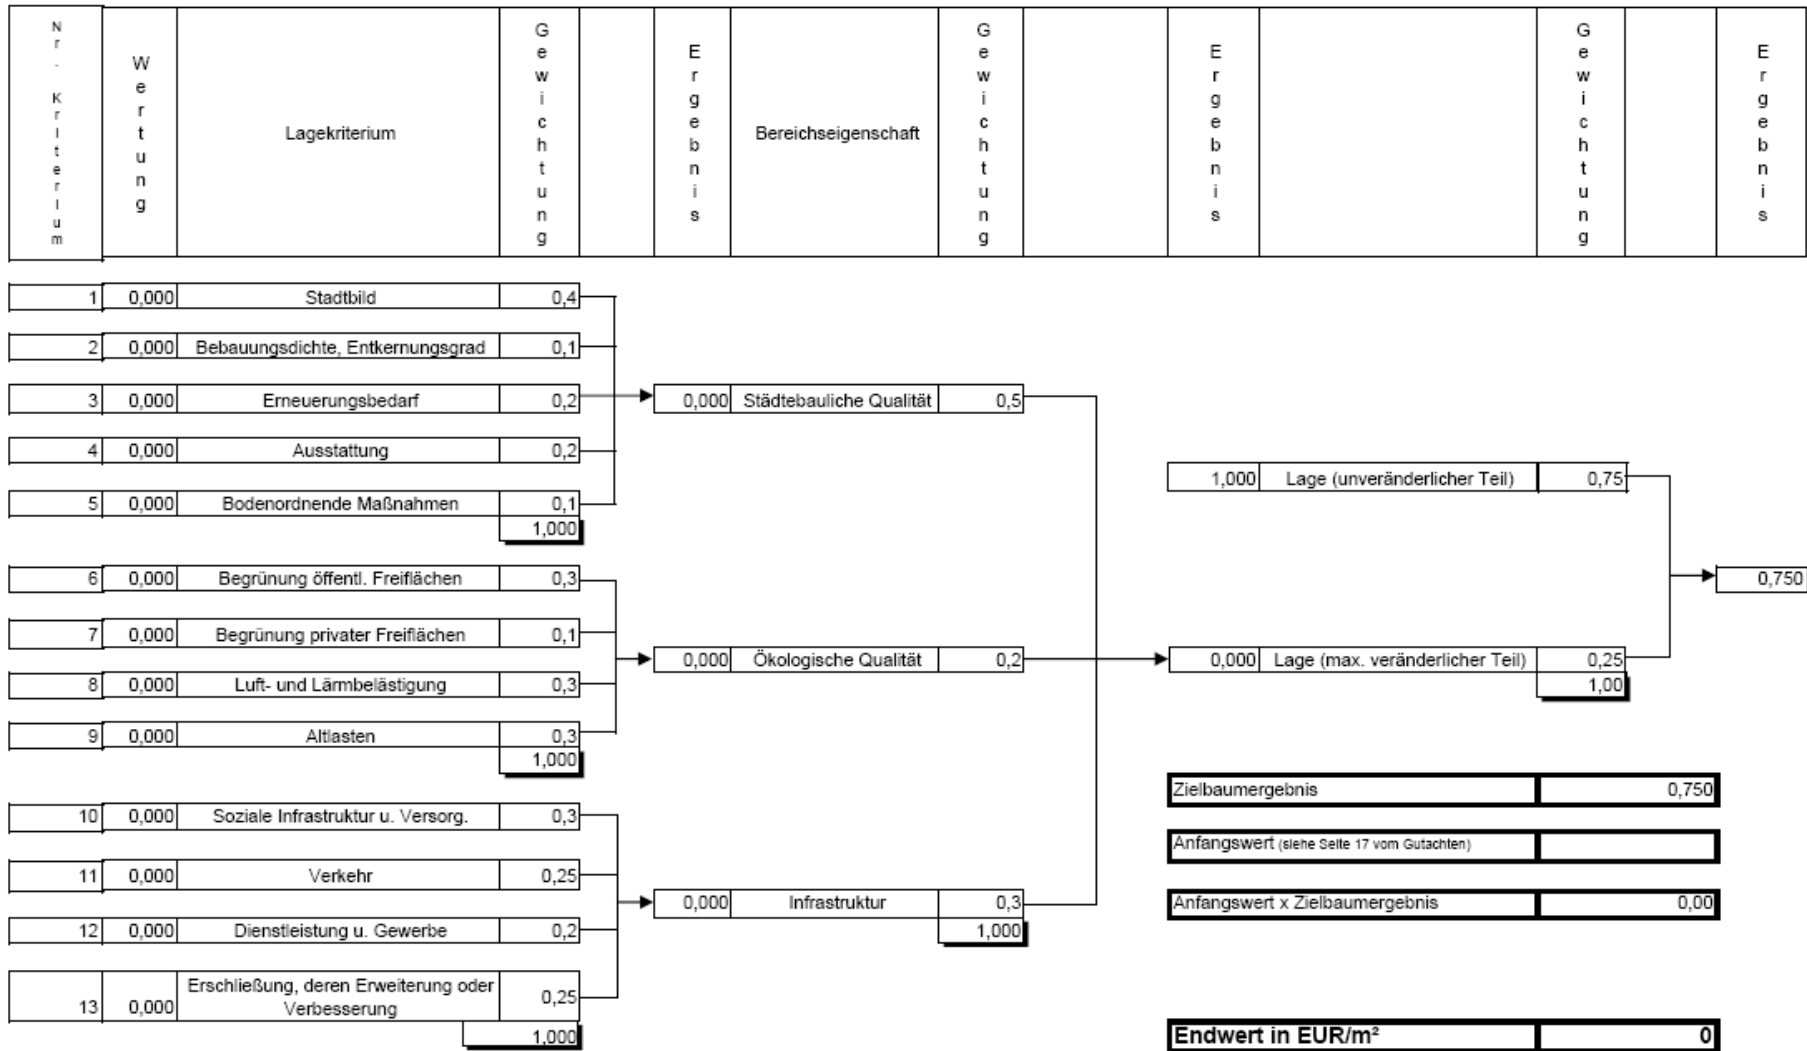 Nr. Kriterium Wertung Lagekriterium Gewichtung Ergebnis Bereichseigenschaft Gewichtung Ergebnis Gewichtung Ergebnis
1 0,000 Stadtbild 0,4
2 0,000 Bebauungsdichte, Entkernungsgrad 0,1
3 0,000 Erneuerungsbedarf 0,2 0,000 Städtebauliche Qualität 0,5
4 0,000 Ausstattung 0,2
1,000 Lage (unveränderlicher Teil) 0,75
5 0,000 Bodenordnende Maßnahmen 0,1
1,000
6 0,000 Begrünung öffentl. Freiflächen 0,3
0,750
7 0,000 Begrünung privater Freiflächen 0,1
0,000 Ökologische Qualität 0,2 0,000 Lage (max. veränderlicher Teil) 0,25
8 0,000 Luft- und Lärmbelästigung 0,3
1,00
9 0,000 Altlasten 0,3
1,000
Zielbaumergebnis 0,750
10 0,000 Soziale Infrastruktur u. Versorg. 0,3
Anfangswert (siehe Seite 17 vom Gutachten)
11 0,000 Verkehr 0,25
0,000 Infrastruktur 0,3
Anfangswert x Zielbaumergebnis 0,00
12 0,000 Dienstleistung u. Gewerbe 0,2
1,000
13 0,000 Erschließung, deren Erweiterung oder
Verbesserung 0,25
1,000
Endwert in EUR/m² 0